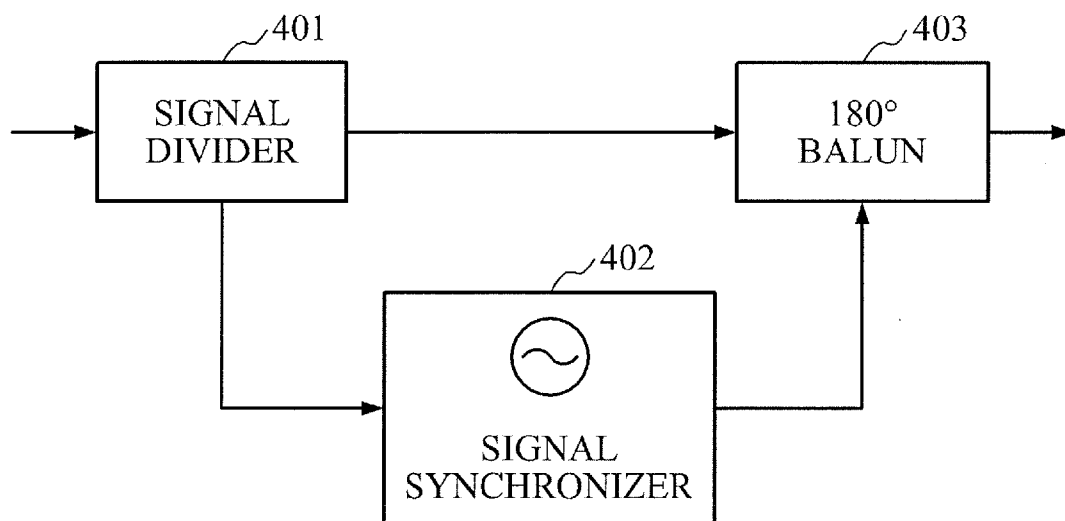 401
SIGNAL
DIVIDER
403
180°
BALUN
402
SIGNAL
SYNCHRONIZER